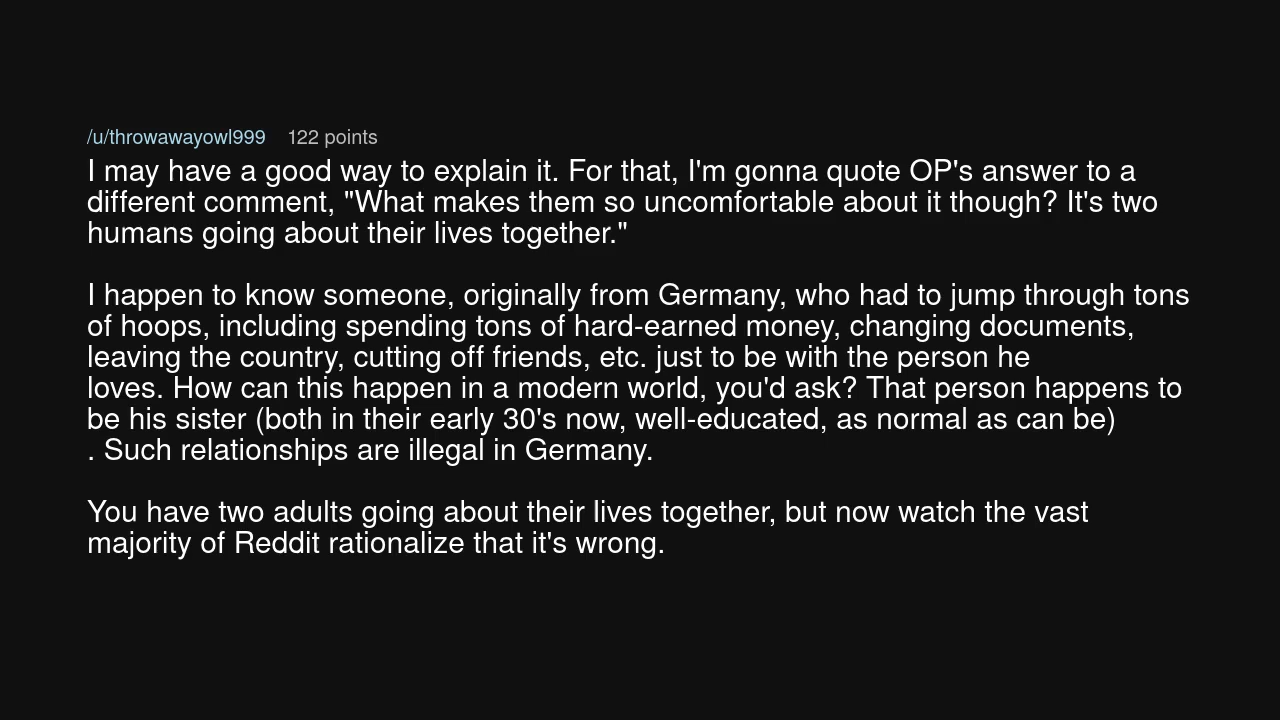 /u/throwawayowl999 122 points
I may have a good way to explain it. For that, I'm gonna quote OP's answer to a
different comment, "What makes them so uncomfortable about it though? It's two
humans going about their lives together."
I happen to know someone, originally from Germany, who had to jump through tons
of hoops, including spending tons of hard-earned money, changing documents,
leaving the country, cutting off friends, etc. just to be with the person he
loves. How can this happen in a modern world, you'd ask? That person happens to
be his sister (both in their early 30's now, well-educated, as normal as can be)
. Such relationships are illegal in Germany.
You have two adults going about their lives together, but now watch the vast
majority of Reddit rationalize that it's wrong.